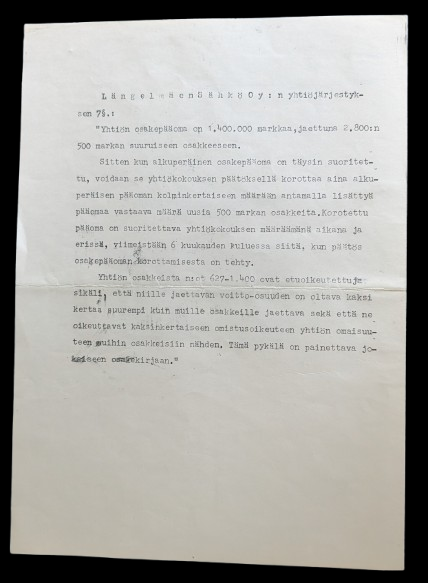 L ä n g e l m ä e n S ä h k ö O y : n yhtiöjärjestyk-
sen 7§.:
"Yhtiön osakepääoma on 1.400.000 markkaa,jaettuna 2.800:n
500 markan suuruiseen osakkeeseen.
Sitten kun alkuperäinen osakepääoma on täysin suoritet-
tu, voidaan se yhtiökokouksen päätöksellä korottaa aina alku-
peräisen pääoman kolminkertaiseen määrään antamalla lisättyä
pääomaa vastaava määrä uusia 500 markan osakkeita.Korotettu
pääoma on suoritettava yhtiökokouksen määräämänä aikana ja
erissä, viimeistään 6 kuukauden kuluessa siitä, kun päätös
osakepääoman korottamisesta on tehty.
Yhtiön osakkeista n:ot 627-1.400 ovat etuoikeutettuja
sikäli, että niille jaettavan voitto-osuuden on oltava kaksi
kertaa suurempi kuin muille osakkeille jaettava sekä että ne
oikeuttavat kaksinkertaiseen omistusoikeuteen yhtiön omaisuu-
teen muihin osakkeisiin nähden. Tämä pykälä on painettava jo-
kaiseen osakekirjaan."